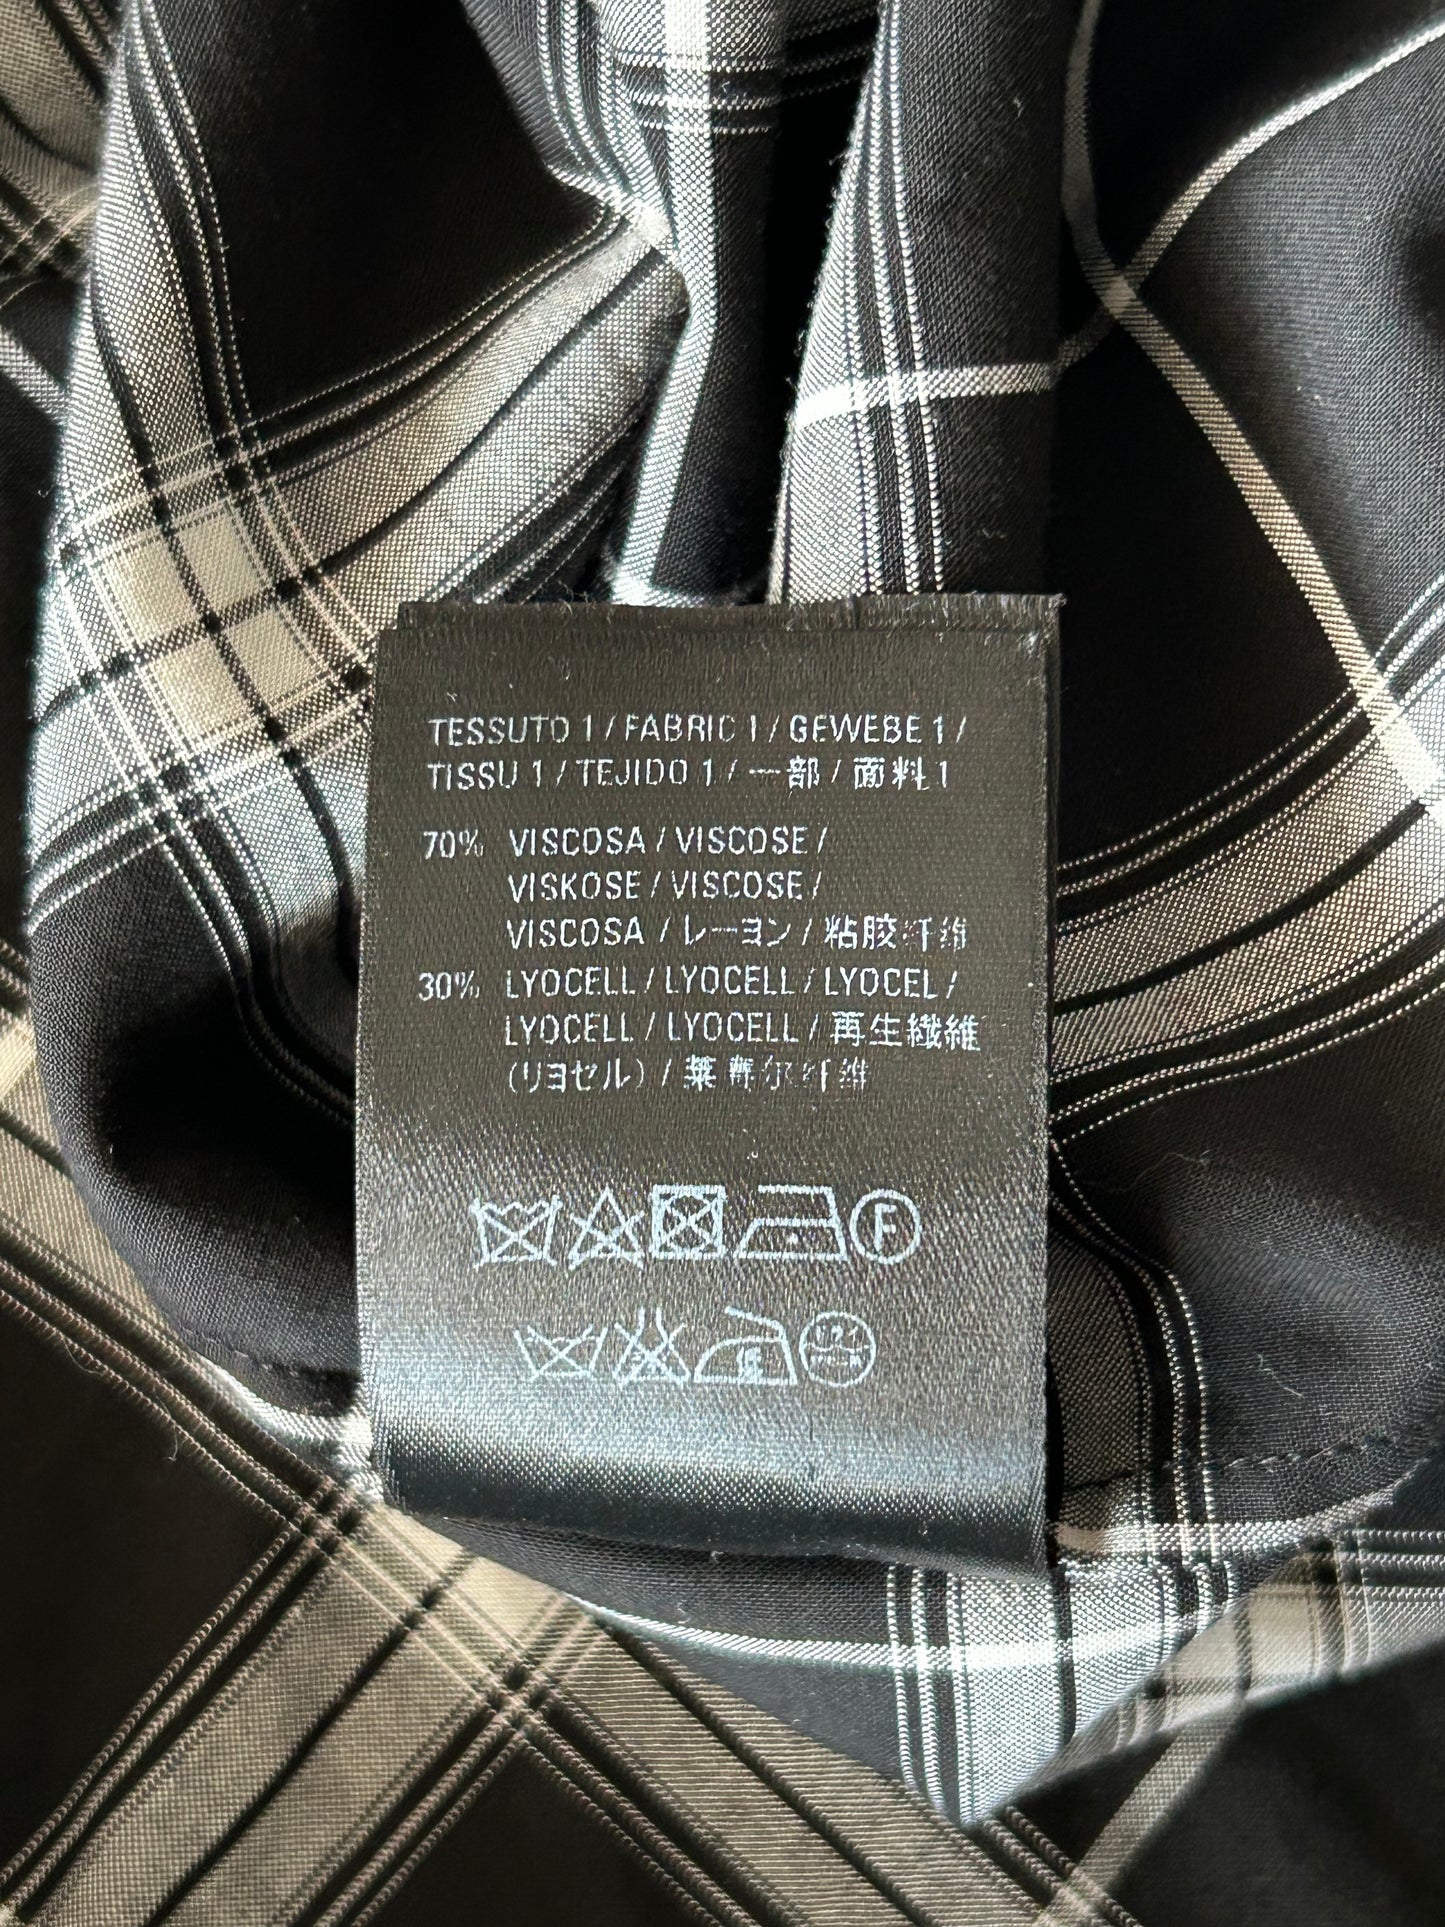 TESSUTO 1 / FABRIC 1 / GEWEBE 1 /
TISSU 1 / TEJIDO 1 / 一部 / 面料 1
70% VISCOSA / VISCOSE /
VISKOSE / VISCOSE /
VISCOSA / レーヨン / 粘胶纤维
30% LYOCELL / LYOCELL / LYOCEL /
LYOCELL / LYOCELL / 再生繊維
(リヨセル) / 莱赛尔纤维
F